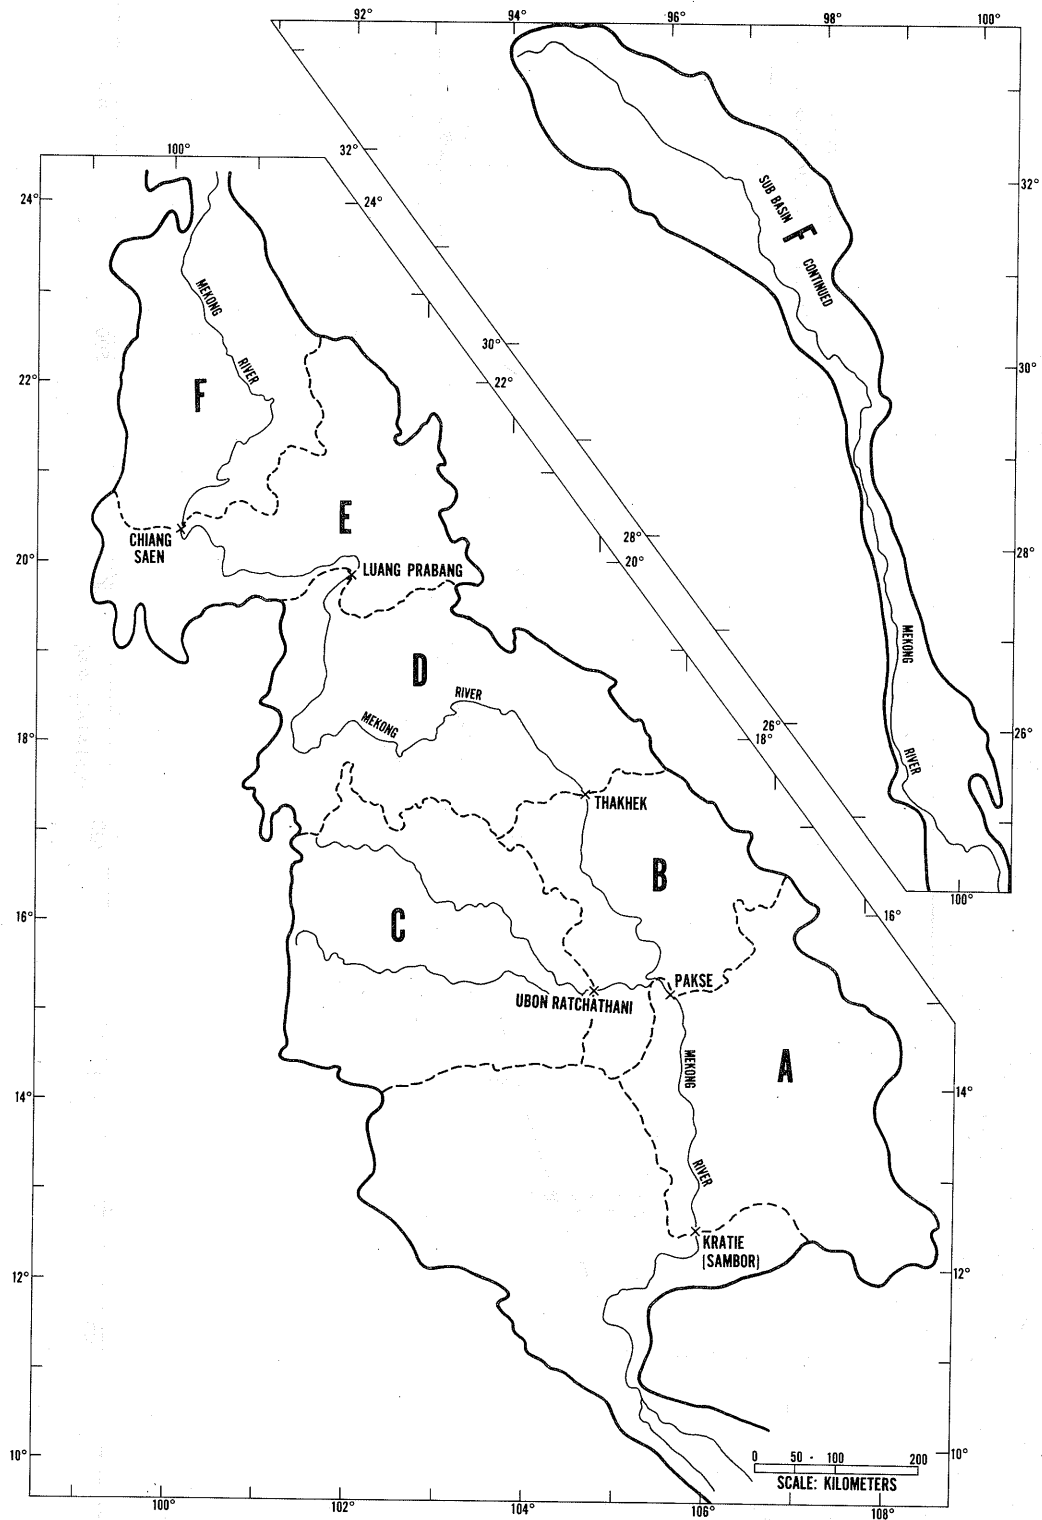 92°
94°
96°
98°
100°
100°
32°
24°
32°
24°
SUB BASIN
F
CONTINUED
MEKONG
RIVER
30°
22°
30°
22°
F
E
CHIANG
SAEN
28°
20°
28°
20°
LUANG PRABANG
MEKONG
RIVER
D
RIVER
MEKONG
26°
18°
26°
18°
THAKHEK
B
C
100°
16°
16°
PAKSE
UBON RATCHATHANI
MEKONG
RIVER
A
14°
14°
KRATIE
(SAMBOR)
12°
12°
10°
10°
0 50 100 200
SCALE: KILOMETERS
100°
102°
104°
106°
108°